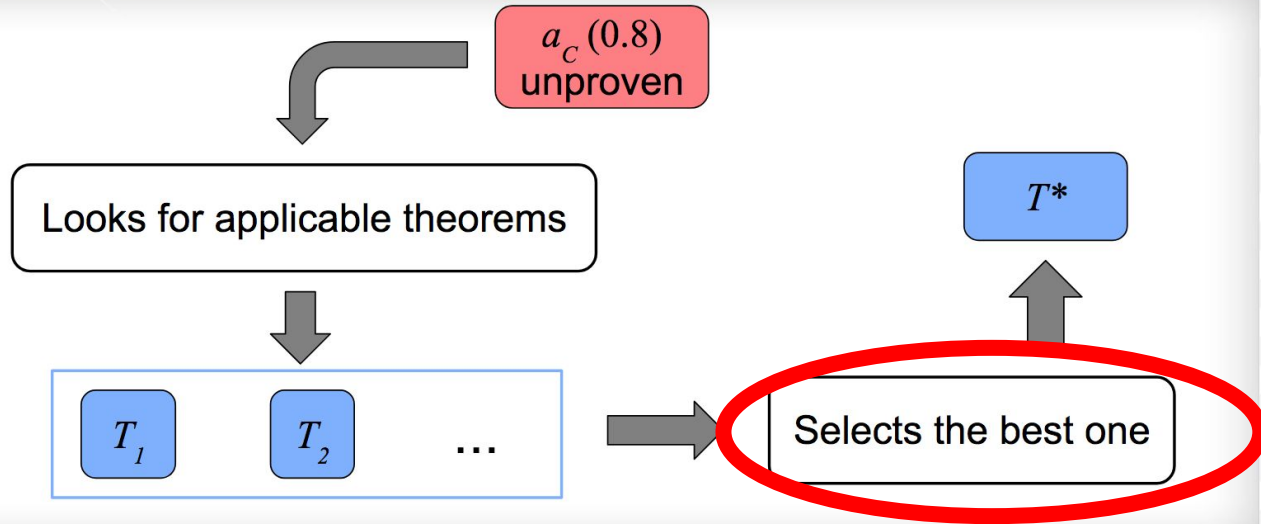 a_C (0.8)
unproven
Looks for applicable theorems
T*
T_1
T_2
...
Selects the best one